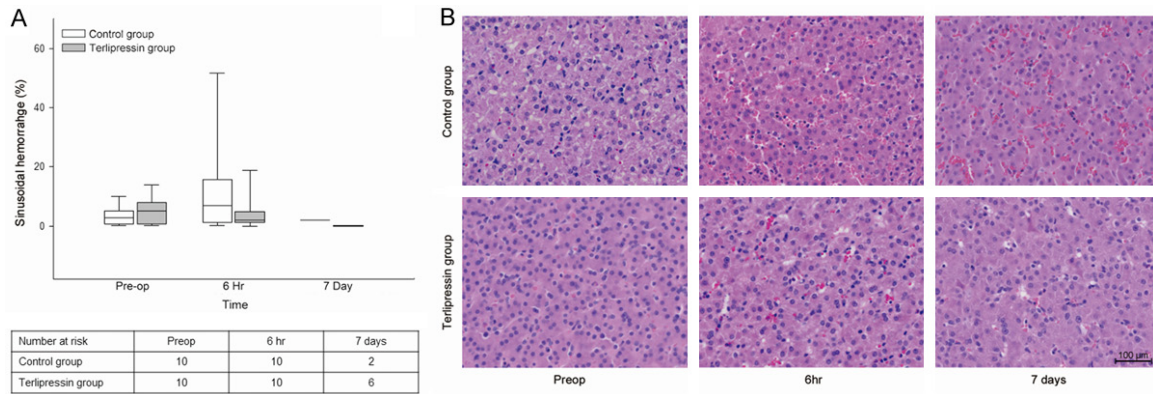 A
Control group
Terlipressin group
60
40
20
0
Sinusoidal hemorrahge (%)
Pre-op 6 Hr 7 Day
Time
Number at risk Preop 6 hr 7 days
Control group 10 10 2
Terlipressin group 10 10 6
B
Control group
Terlipressin group
100 μm
Preop 6hr 7 days